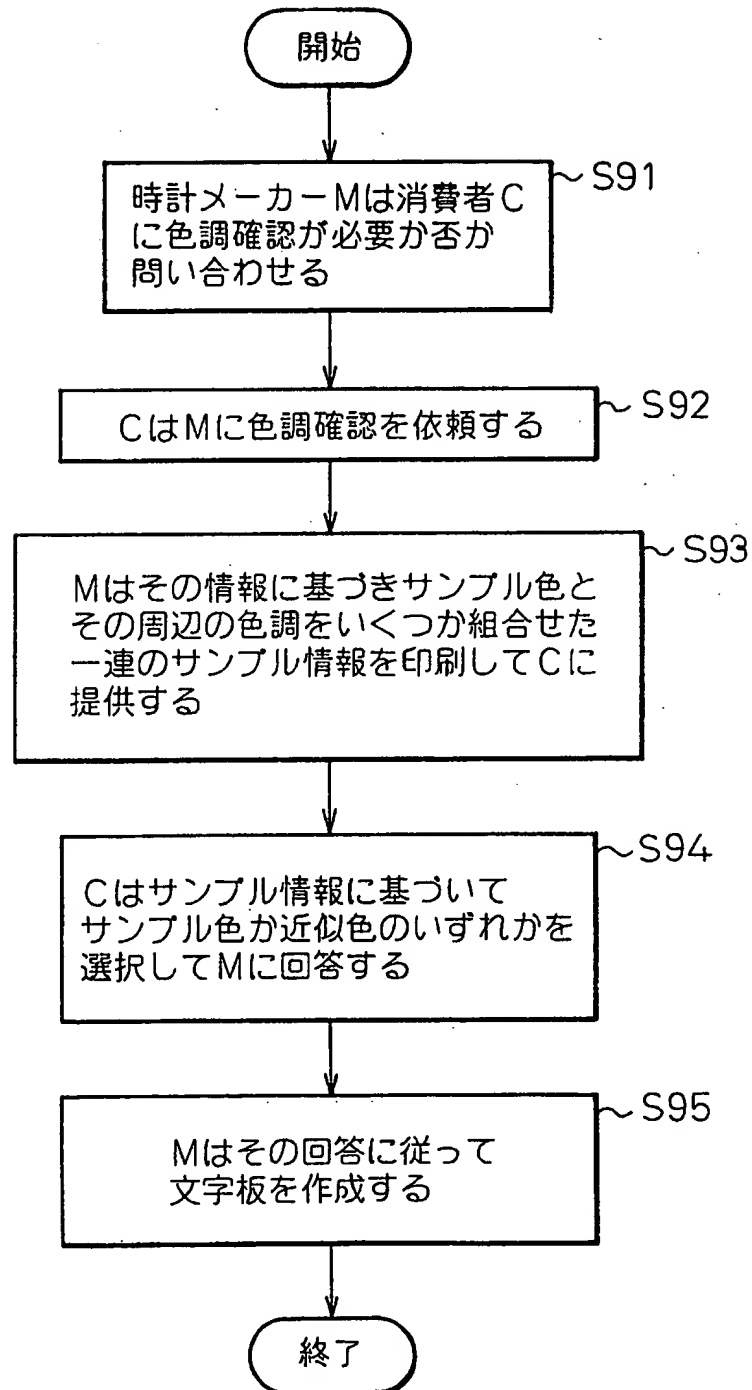 開始
S91
時計メーカーMは消費者C
に色調確認が必要か否か
問い合わせる
S92
CはMに色調確認を依頼する
S93
Mはその情報に基づきサンプル色と
その周辺の色調をいくつか組合せた
一連のサンプル情報を印刷してCに
提供する
S94
Cはサンプル情報に基づいて
サンプル色か近似色のいずれかを
選択してMに回答する
S95
Mはその回答に従って
文字板を作成する
終了